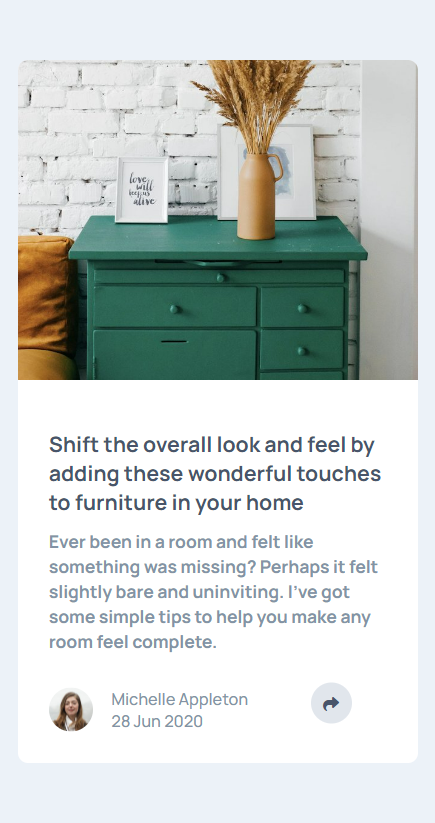 love
will
keep us
alive
Shift the overall look and feel by
adding these wonderful touches
to furniture in your home
Ever been in a room and felt like
something was missing? Perhaps it felt
slightly bare and uninviting. I’ve got
some simple tips to help you make any
room feel complete.
Michelle Appleton
28 Jun 2020